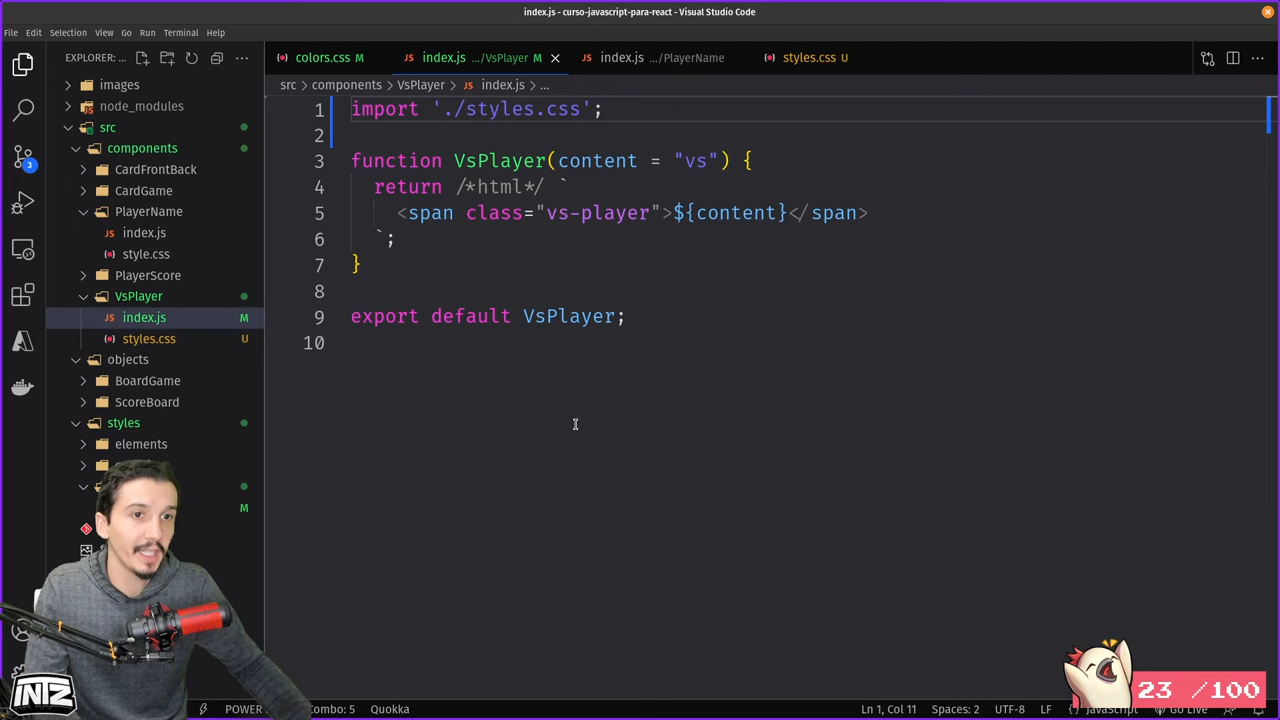 index.js - curso-javascript-para-react - Visual Studio Code
File Edit Selection View Go Run Terminal Help
EXPLORER: ...
images
node_modules
src
components
CardFrontBack
CardGame
PlayerName
index.js
style.css
PlayerScore
VsPlayer
index.js M
styles.css U
objects
BoardGame
ScoreBoard
styles
elements
M
3
colors.css M
index.js .../VsPlayer M
index.js .../PlayerName
styles.css U
src > components > VsPlayer > index.js > ...
1 import './styles.css';
2
3 function VsPlayer(content = "vs") {
4 return /*html*/ `
5 <span class="vs-player">${content}</span>
6 `;
7 }
8
9 export default VsPlayer;
10
INTZ
23 /100
POWER
Combo: 5
Quokka
Ln 1, Col 11
Spaces: 2
UTF-8
LF
JavaScript
Go Live